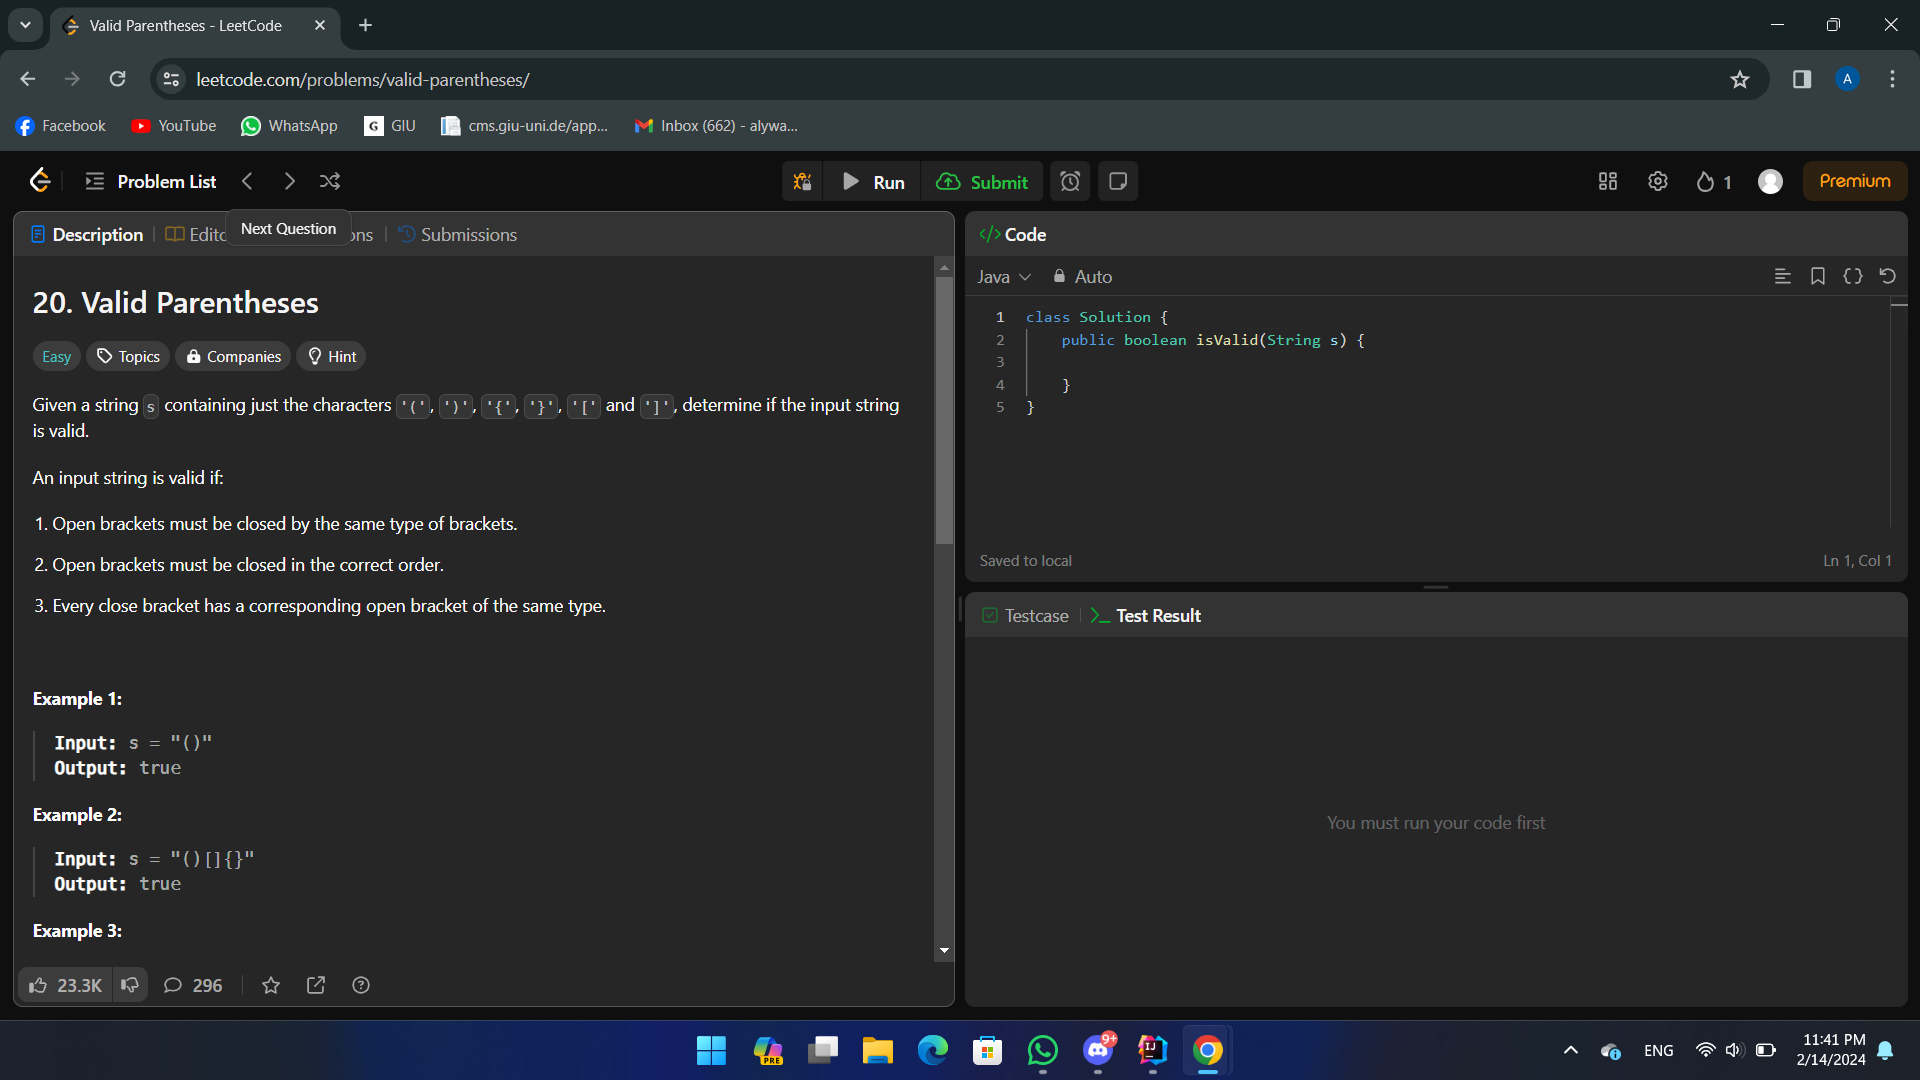 Valid Parentheses - LeetCode
leetcode.com/problems/valid-parentheses/
A
Facebook
YouTube
WhatsApp
G GIU
cms.giu-uni.de/app...
Inbox (662) - alywa...
Problem List
Run
Submit
1
Premium
Description
Edito
Next Question
ons
Submissions
20. Valid Parentheses
Easy
Topics
Companies
Hint
Given a string s containing just the characters '(', ')', '{', '}', '[' and ']', determine if the input string
is valid.
An input string is valid if:
1. Open brackets must be closed by the same type of brackets.
2. Open brackets must be closed in the correct order.
3. Every close bracket has a corresponding open bracket of the same type.
Example 1:
Input: s = "()"
Output: true
Example 2:
Input: s = "()[]{}"
Output: true
Example 3:
23.3K
296
</> Code
Java
Auto
1 class Solution {
2 public boolean isValid(String s) {
3
4 }
5 }
Saved to local
Ln 1, Col 1
Testcase
Test Result
You must run your code first
PRE
9+
IJ
ENG
11:41 PM
2/14/2024